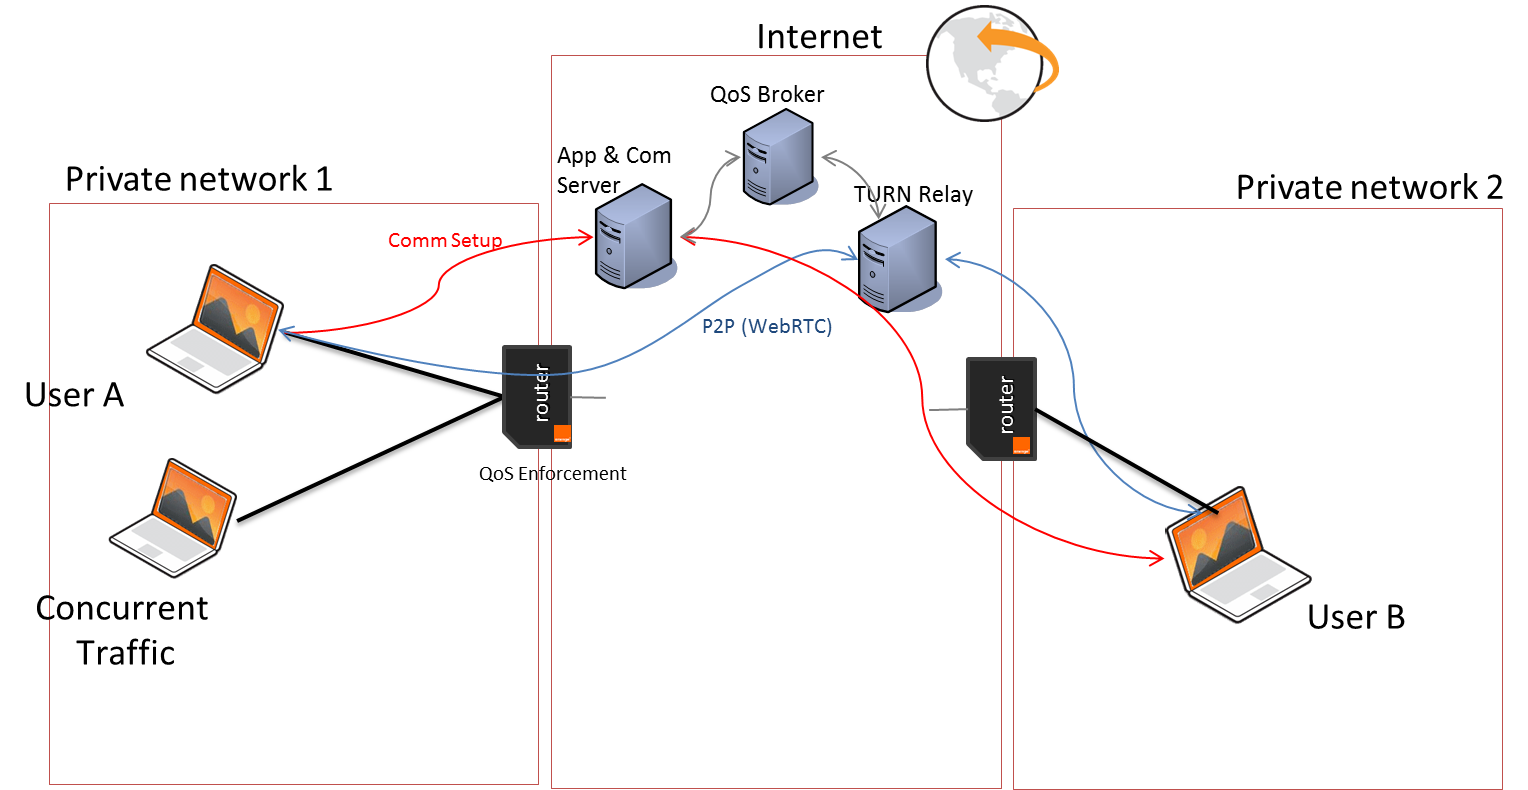 Internet
QoS Broker
App & Com
Server
TURN Relay
Private network 1
Private network 2
Comm Setup
P2P (WebRTC)
User A
router
router
QoS Enforcement
Concurrent
Traffic
User B